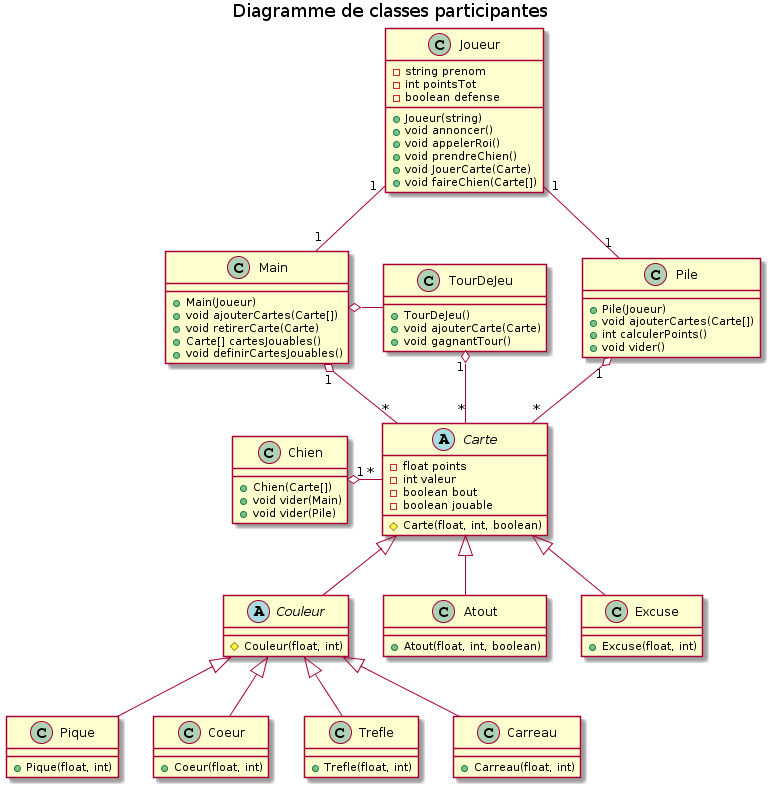 Diagramme de classes participantes
C Joueur
string prenom
int pointsTot
boolean defense
Joueur(string)
void annoncer()
void appelerRoi()
void prendreChien()
void JouerCarte(Carte)
void faireChien(Carte[])
1
1
1
1
C Main
Main(Joueur)
void ajouterCartes(Carte[])
void retirerCarte(Carte)
Carte[] cartesJouables()
void definirCartesJouables()
C TourDeJeu
TourDeJeu()
void ajouterCarte(Carte)
void gagnantTour()
C Pile
Pile(Joueur)
void ajouterCartes(Carte[])
int calculerPoints()
void vider()
1
1
1
*
*
*
C Chien
Chien(Carte[])
void vider(Main)
void vider(Pile)
1 *
A Carte
float points
int valeur
boolean bout
boolean jouable
Carte(float, int, boolean)
A Couleur
Couleur(float, int)
C Atout
Atout(float, int, boolean)
C Excuse
Excuse(float, int)
C Pique
Pique(float, int)
C Coeur
Coeur(float, int)
C Trefle
Trefle(float, int)
C Carreau
Carreau(float, int)